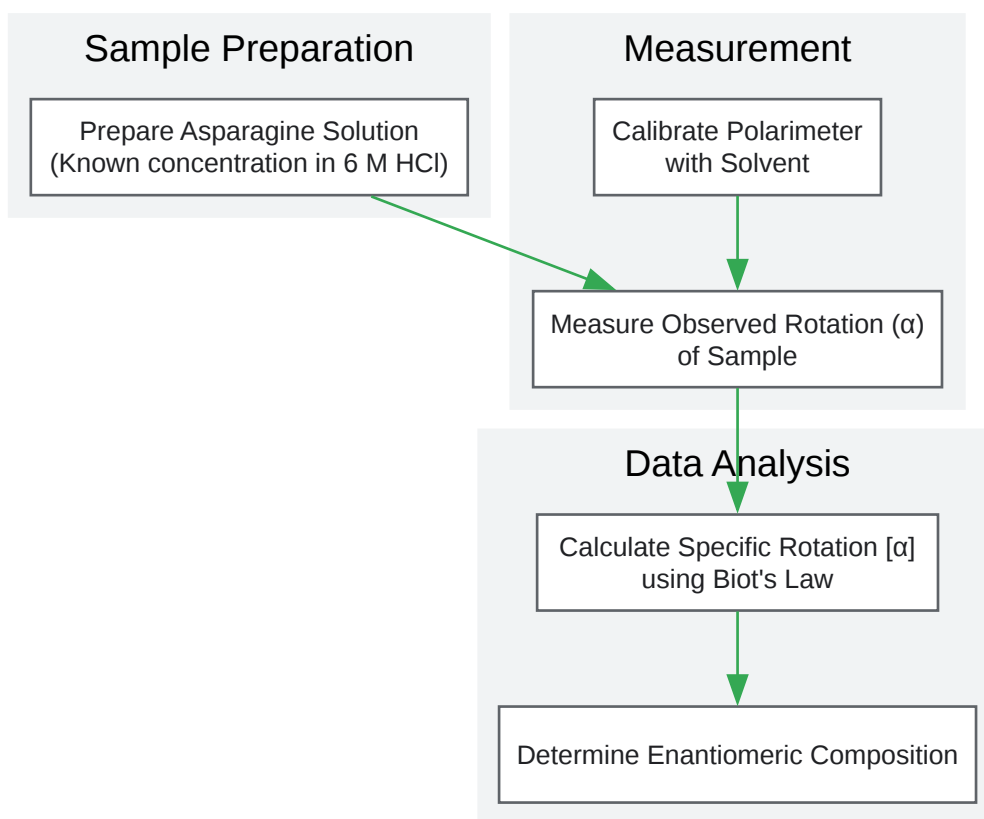 Sample Preparation
Prepare Asparagine Solution
(Known concentration in 6 M HCl)
Measurement
Calibrate Polarimeter
with Solvent
Measure Observed Rotation (α)
of Sample
Data Analysis
Calculate Specific Rotation [α]
using Biot's Law
Determine Enantiomeric Composition